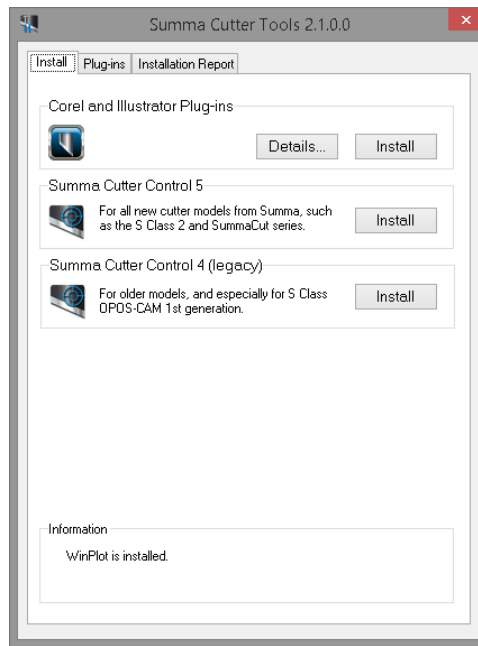 Summa Cutter Tools 2.1.0.0
Install Plug-ins Installation Report
Corel and Illustrator Plug-ins
Details... Install
Summa Cutter Control 5
For all new cutter models from Summa, such
as the S Class 2 and SummaCut series.
Install
Summa Cutter Control 4 (legacy)
For older models, and especially for S Class
OPOS-CAM 1st generation.
Install
Information
WinPlot is installed.